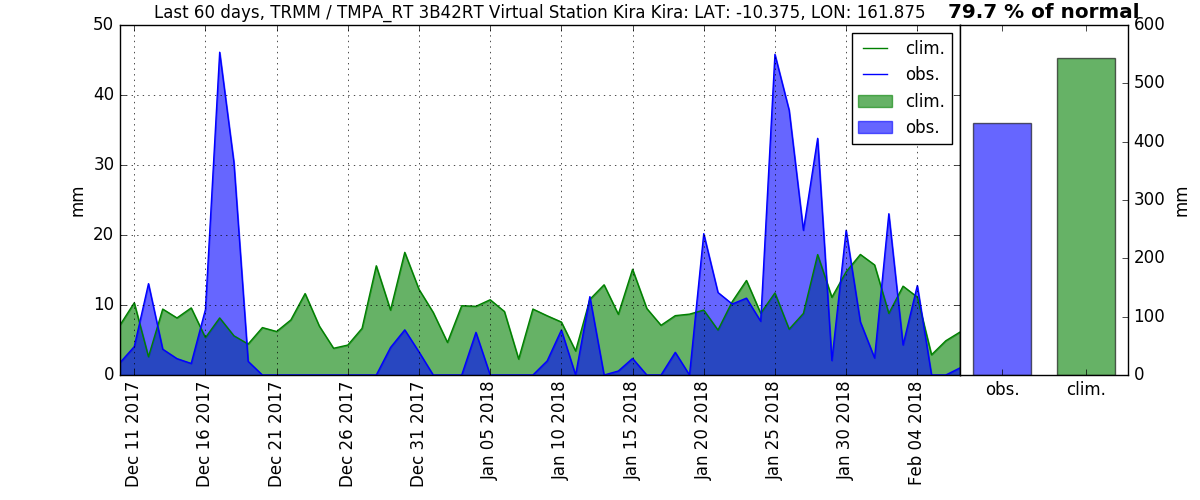 Last 60 days, TRMM / TMPA_RT 3B42RT Virtual Station Kira Kira: LAT: -10.375, LON: 161.875
79.7 % of normal
50
40
30
20
10
0
mm
clim.
obs.
clim.
obs.
600
500
400
300
200
100
0
mm
obs.
clim.
Dec 11 2017
Dec 16 2017
Dec 21 2017
Dec 26 2017
Dec 31 2017
Jan 05 2018
Jan 10 2018
Jan 15 2018
Jan 20 2018
Jan 25 2018
Jan 30 2018
Feb 04 2018